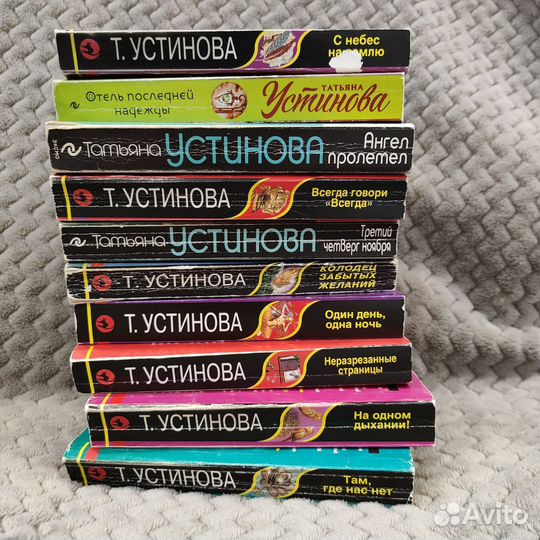 Т. УСТИНОВА
С небес
на землю
Отель последней
надежды
ТАТЬЯНА
Устинова
эксмо
Татьяна УСТИНОВА
Ангел
пролетел
Т. УСТИНОВА
Всегда говори
«Всегда»
Татьяна УСТИНОВА
Третий
четверг ноября
Т. УСТИНОВА
КОЛОДЕЦ
ЗАБЫТЫХ
ЖЕЛАНИЙ
Т. УСТИНОВА
Один день,
одна ночь
Т. УСТИНОВА
Неразрезанные
страницы
Т. УСТИНОВА
На одном
дыхании!
Т. УСТИНОВА
Там,
где нас нет
Avito